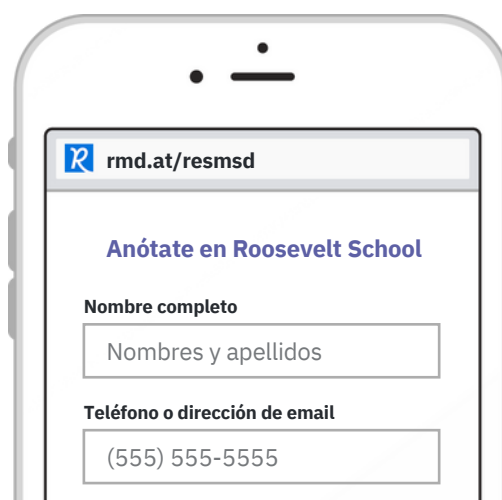 rmd.at/resmsd
Anótate en Roosevelt School
Nombre completo
Nombres y apellidos
Teléfono o dirección de email
(555) 555-5555